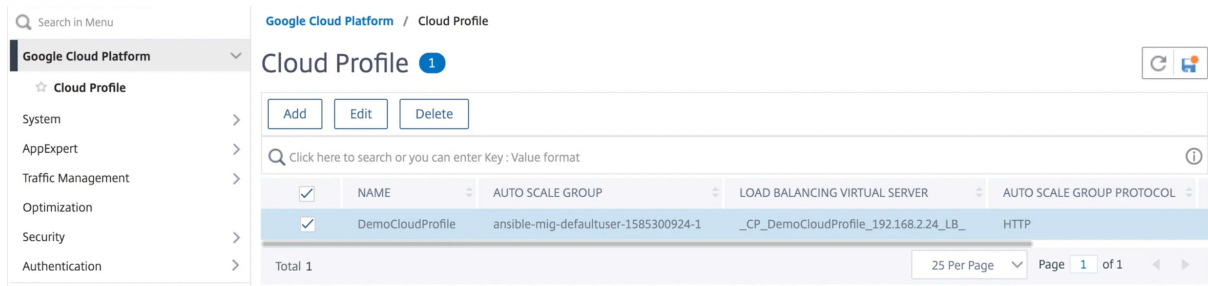 Search in Menu
Google Cloud Platform
Cloud Profile
System
AppExpert
Traffic Management
Optimization
Security
Authentication
Google Cloud Platform / Cloud Profile
Cloud Profile 1
Add Edit Delete
Click here to search or you can enter Key : Value format
NAME AUTO SCALE GROUP LOAD BALANCING VIRTUAL SERVER AUTO SCALE GROUP PROTOCOL
DemoCloudProfile ansible-mig-defaultuser-1585300924-1 _CP_DemoCloudProfile_192.168.2.24_LB_ HTTP
Total 1 25 Per Page Page 1 of 1